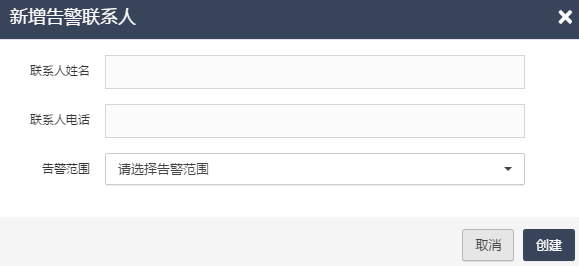 新增告警联系人
联系人姓名
联系人电话
告警范围 请选择告警范围
取消 创建